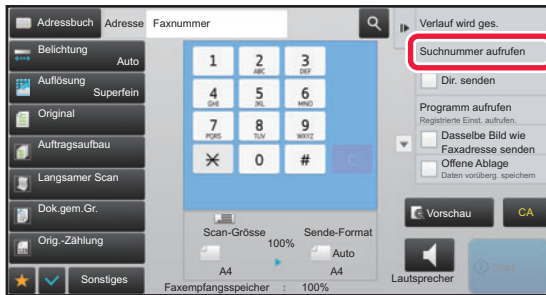 Adressbuch
Adresse
Faxnummer
Verlauf wird ges.
Belichtung
Auto
Suchnummer aufrufen
Auflösung
Superfein
Dir. senden
Original
Programm aufrufen
Registrierte Einst. aufrufen.
Auftragsaufbau
Dasselbe Bild wie
Faxadresse senden
Langsamer Scan
Offene Ablage
Daten vorüberg. speichern
Dok.gem.Gr.
Orig.-Zählung
Sonstiges
1
2 ABC
3 DEF
4 GHI
5 JKL
6 MNO
7 PQRS
8 TUV
9 WXYZ
0
#
C
Scan-Grösse
100%
Sende-Format
Auto
A4
A4
Faxempfangsspeicher : 100%
Vorschau
CA
Lautsprecher
Start